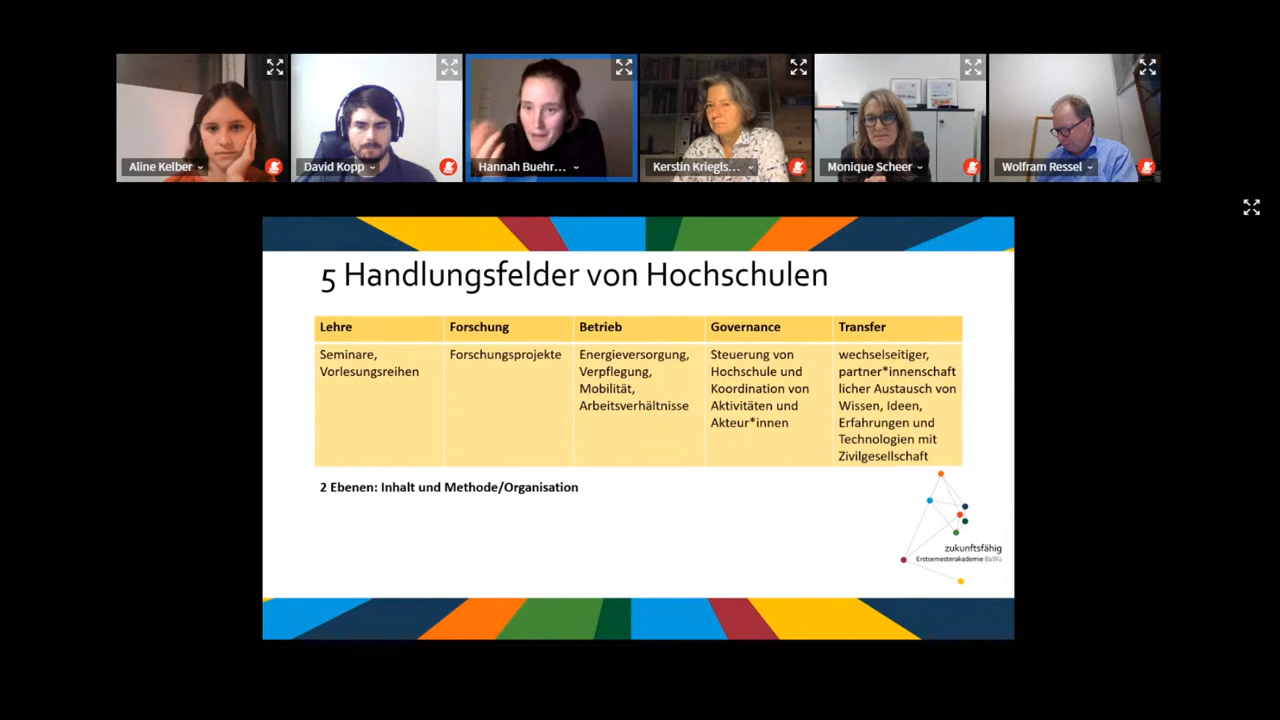 Aline Kelber
David Kopp
Hannah Buehr...
Kerstin Kriegls...
Monique Scheer
Wolfram Ressel
5 Handlungsfelder von Hochschulen
Lehre
Seminare,
Vorlesungsreihen
Forschung
Forschungsprojekte
Betrieb
Energieversorgung,
Verpflegung,
Mobilität,
Arbeitsverhältnisse
Governance
Steuerung von
Hochschule und
Koordination von
Aktivitäten und
Akteur*innen
Transfer
wechselseitiger,
partner*innenschaft
licher Austausch von
Wissen, Ideen,
Erfahrungen und
Technologien mit
Zivilgesellschaft
2 Ebenen: Inhalt und Methode/Organisation
zukunftsfähig
Erstsemesterakademie BaWü